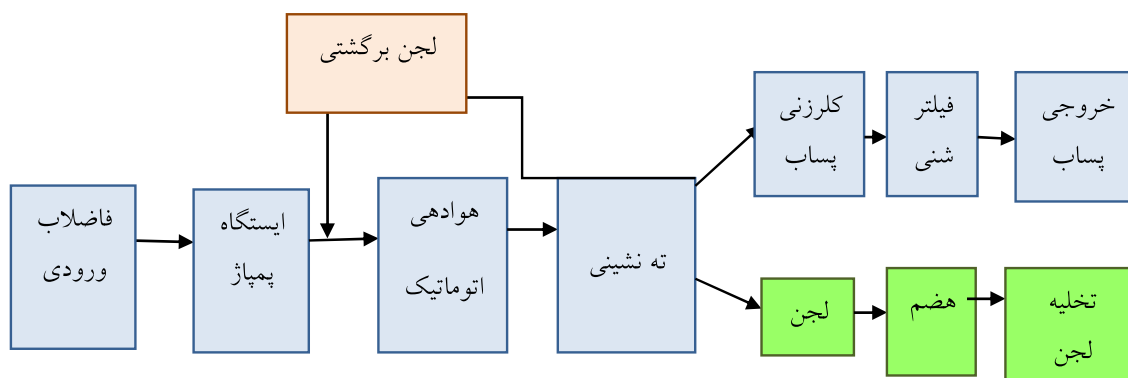 لجن برگشتی
فاضلاب
ورودی
ایستگاه
پمپاژ
هوادهی
اتوماتیک
ته نشینی
کلرزنی
پساب
فیلتر
شنی
خروجی
پساب
لجن
هضم
تخلیه
لجن